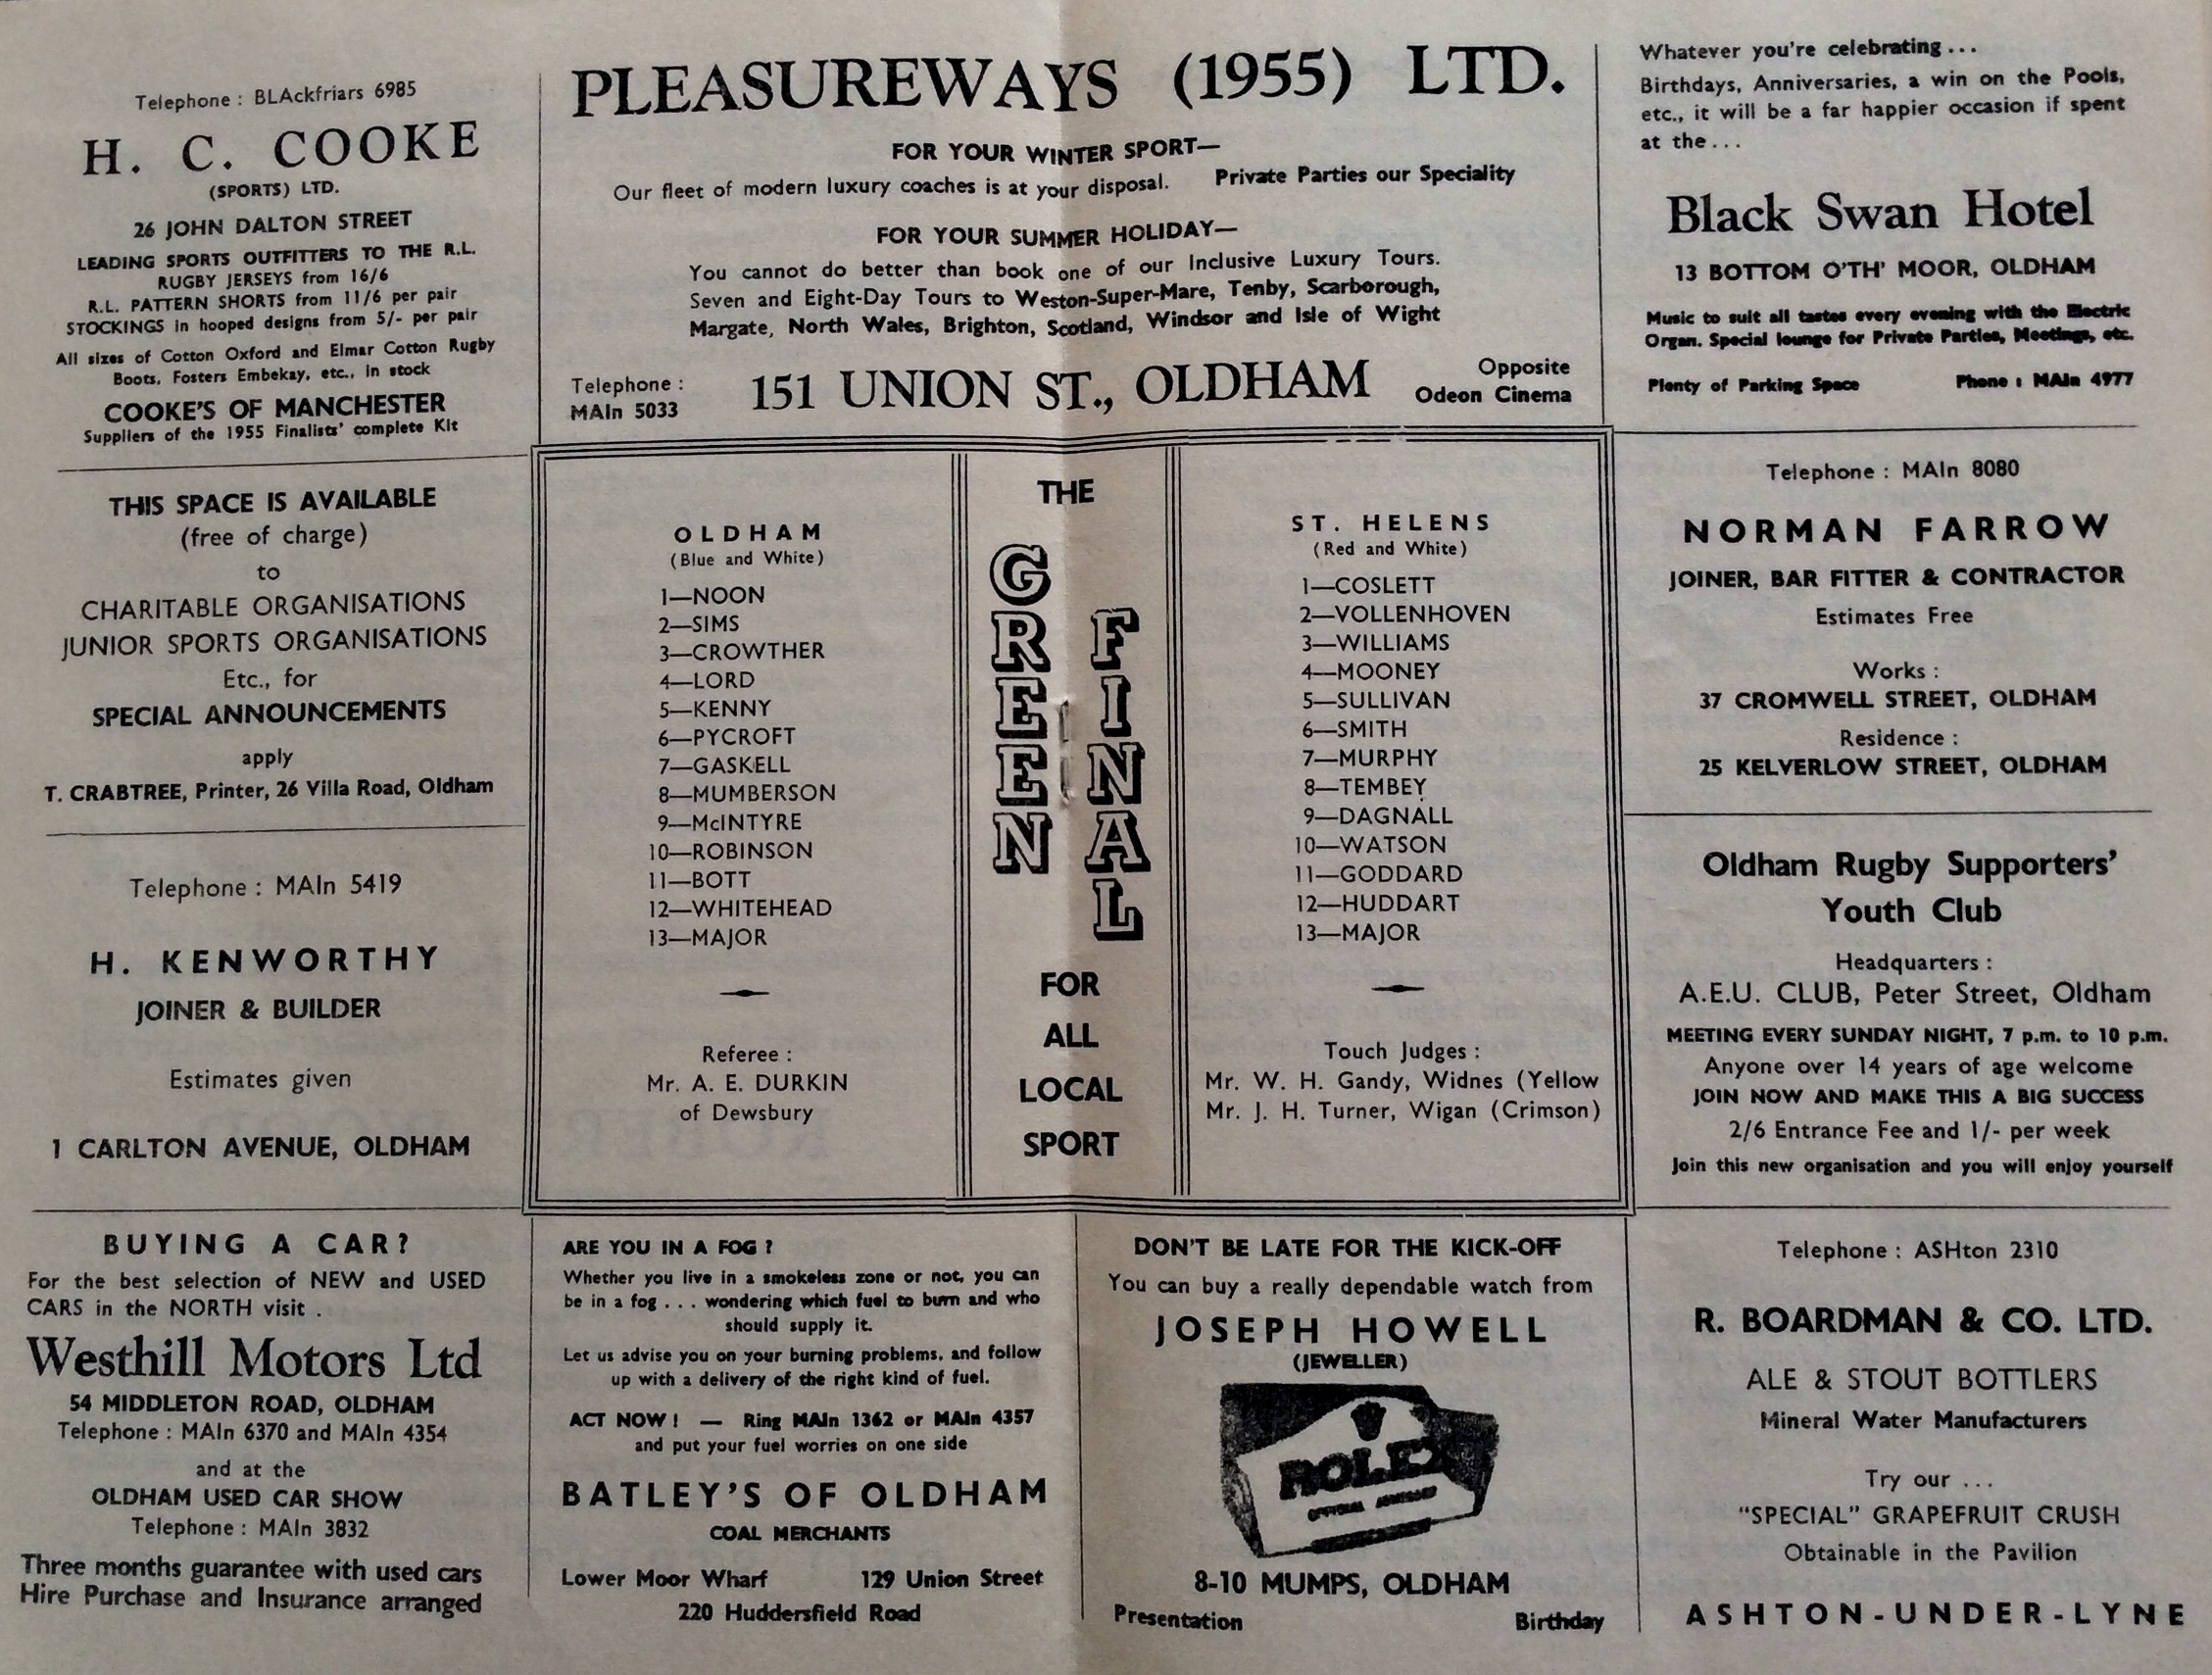 Telephone : BLAckfriars 6985
H. C. COOKE
(SPORTS) LTD.
26 JOHN DALTON STREET
LEADING SPORTS OUTFITTERS TO THE R.L.
RUGBY JERSEYS from 16/6
R.L. PATTERN SHORTS from 11/6 per pair
STOCKINGS in hooped designs from 5/- per pair
All sizes of Cotton Oxford and Elmar Cotton Rugby
Boots, Fosters Embekay, etc., in stock
COOKE'S OF MANCHESTER
Suppliers of the 1955 Finalists' complete Kit
PLEASUREWAYS (1955) LTD.
FOR YOUR WINTER SPORT—
Our fleet of modern luxury coaches is at your disposal. Private Parties our Speciality
FOR YOUR SUMMER HOLIDAY—
You cannot do better than book one of our Inclusive Luxury Tours.
Seven and Eight-Day Tours to Weston-Super-Mare, Tenby, Scarborough,
Margate, North Wales, Brighton, Scotland, Windsor and Isle of Wight
Telephone :
MAIn 5033
151 UNION ST., OLDHAM
Opposite
Odeon Cinema
Whatever you're celebrating ...
Birthdays, Anniversaries, a win on the Pools,
etc., it will be a far happier occasion if spent
at the ...
Black Swan Hotel
13 BOTTOM O'TH' MOOR, OLDHAM
Music to suit all tastes every evening with the Electric
Organ. Special lounge for Private Parties, Meetings, etc.
Plenty of Parking Space Phone : MAIn 4977
THIS SPACE IS AVAILABLE
(free of charge)
to
CHARITABLE ORGANISATIONS
JUNIOR SPORTS ORGANISATIONS
Etc., for
SPECIAL ANNOUNCEMENTS
apply
T. CRABTREE, Printer, 26 Villa Road, Oldham
Telephone : MAIn 5419
H. KENWORTHY
JOINER & BUILDER
Estimates given
1 CARLTON AVENUE, OLDHAM
OLDHAM
(Blue and White)
1—NOON
2—SIMS
3—CROWTHER
4—LORD
5—KENNY
6—PYCROFT
7—GASKELL
8—MUMBERSON
9—McINTYRE
10—ROBINSON
11—BOTT
12—WHITEHEAD
13—MAJOR
Referee :
Mr. A. E. DURKIN
of Dewsbury
THE
GREEN
FINAL
FOR
ALL
LOCAL
SPORT
ST. HELENS
(Red and White)
1—COSLETT
2—VOLLENHOVEN
3—WILLIAMS
4—MOONEY
5—SULLIVAN
6—SMITH
7—MURPHY
8—TEMBEY
9—DAGNALL
10—WATSON
11—GODDARD
12—HUDDART
13—MAJOR
Touch Judges :
Mr. W. H. Gandy, Widnes (Yellow
Mr. J. H. Turner, Wigan (Crimson)
Telephone : MAIn 8080
NORMAN FARROW
JOINER, BAR FITTER & CONTRACTOR
Estimates Free
Works :
37 CROMWELL STREET, OLDHAM
Residence :
25 KELVERLOW STREET, OLDHAM
Oldham Rugby Supporters'
Youth Club
Headquarters :
A.E.U. CLUB, Peter Street, Oldham
MEETING EVERY SUNDAY NIGHT, 7 p.m. to 10 p.m.
Anyone over 14 years of age welcome
JOIN NOW AND MAKE THIS A BIG SUCCESS
2/6 Entrance Fee and 1/- per week
Join this new organisation and you will enjoy yourself
BUYING A CAR?
For the best selection of NEW and USED
CARS in the NORTH visit .
Westhill Motors Ltd
54 MIDDLETON ROAD, OLDHAM
Telephone : MAIn 6370 and MAIn 4354
and at the
OLDHAM USED CAR SHOW
Telephone : MAIn 3832
Three months guarantee with used cars
Hire Purchase and Insurance arranged
ARE YOU IN A FOG ?
Whether you live in a smokeless zone or not, you can
be in a fog . . . wondering which fuel to burn and who
should supply it.
Let us advise you on your burning problems, and follow
up with a delivery of the right kind of fuel.
ACT NOW ! — Ring MAIn 1362 or MAIn 4357
and put your fuel worries on one side
BATLEY'S OF OLDHAM
COAL MERCHANTS
Lower Moor Wharf 129 Union Street
220 Huddersfield Road
DON'T BE LATE FOR THE KICK-OFF
You can buy a really dependable watch from
JOSEPH HOWELL
(JEWELLER)
ROLEX
8-10 MUMPS, OLDHAM
Presentation Birthday
Telephone : ASHton 2310
R. BOARDMAN & CO. LTD.
ALE & STOUT BOTTLERS
Mineral Water Manufacturers
Try our ...
"SPECIAL" GRAPEFRUIT CRUSH
Obtainable in the Pavilion
ASHTON-UNDER-LYNE